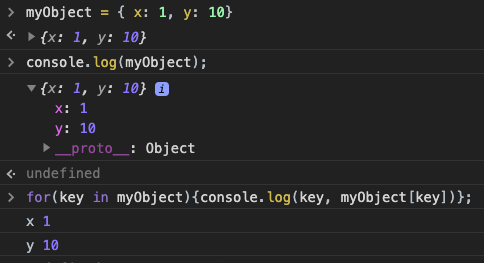 myObject = { x: 1, y: 10}
{x: 1, y: 10}
console.log(myObject);
{x: 1, y: 10} i
x: 1
y: 10
__proto__: Object
undefined
for(key in myObject){console.log(key, myObject[key])};
x 1
y 10